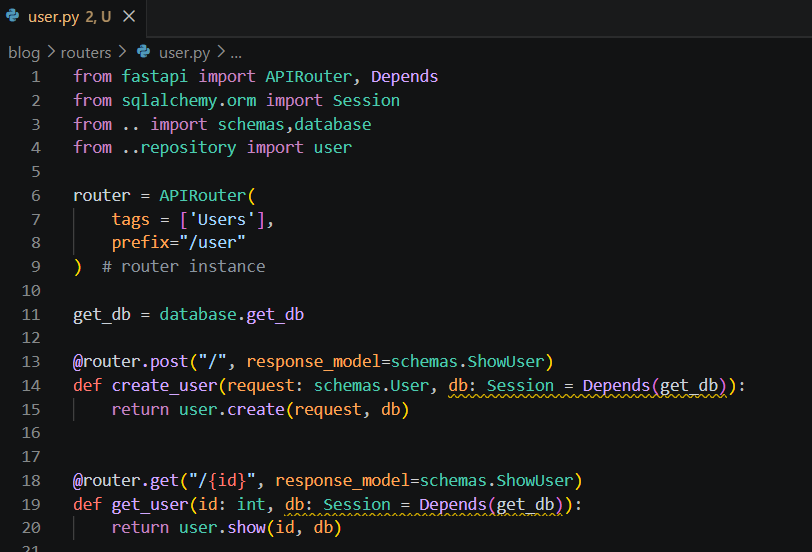 user.py 2, U ×
blog > routers > user.py > ...
1 from fastapi import APIRouter, Depends
2 from sqlalchemy.orm import Session
3 from .. import schemas,database
4 from ..repository import user
5
6 router = APIRouter(
7     tags = ['Users'],
8     prefix="/user"
9 )  # router instance
10
11 get_db = database.get_db
12
13 @router.post("/", response_model=schemas.ShowUser)
14 def create_user(request: schemas.User, db: Session = Depends(get_db)):
15     return user.create(request, db)
16
17
18 @router.get("/{id}", response_model=schemas.ShowUser)
19 def get_user(id: int, db: Session = Depends(get_db)):
20     return user.show(id, db)
21